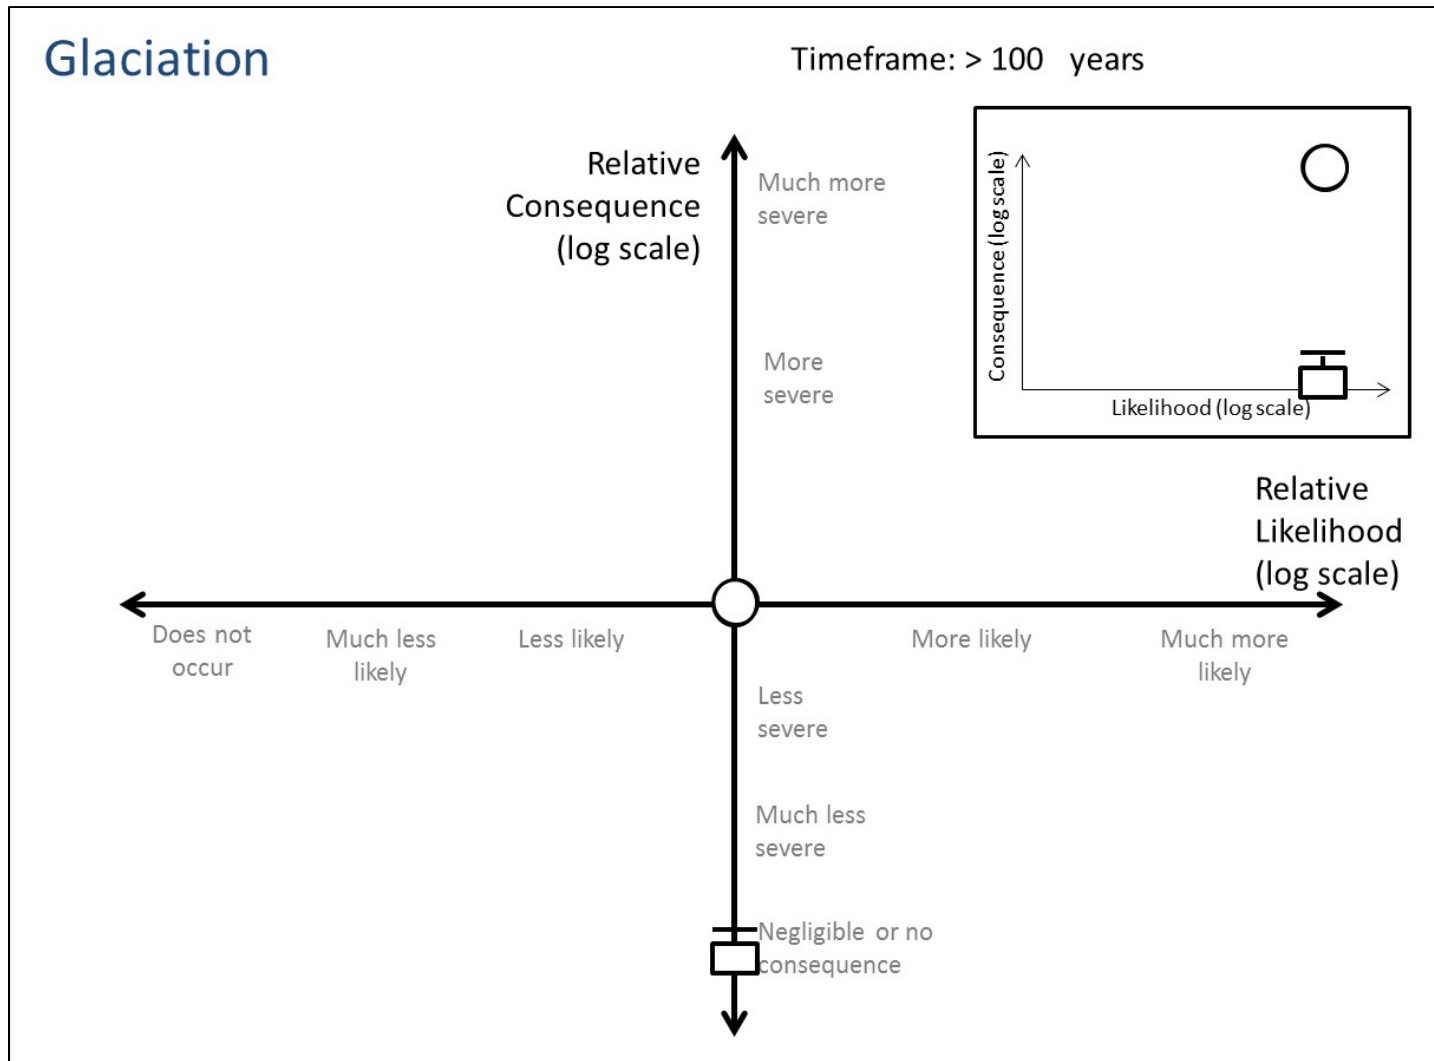 Glaciation
Timeframe: > 100 years
Relative
Consequence
(log scale)
Much more
severe
More
severe
Consequence (log scale)
Likelihood (log scale)
Relative
Likelihood
(log scale)
Does not
occur
Much less
likely
Less likely
More likely
Much more
likely
Less
severe
Much less
severe
Negligible or no
consequence